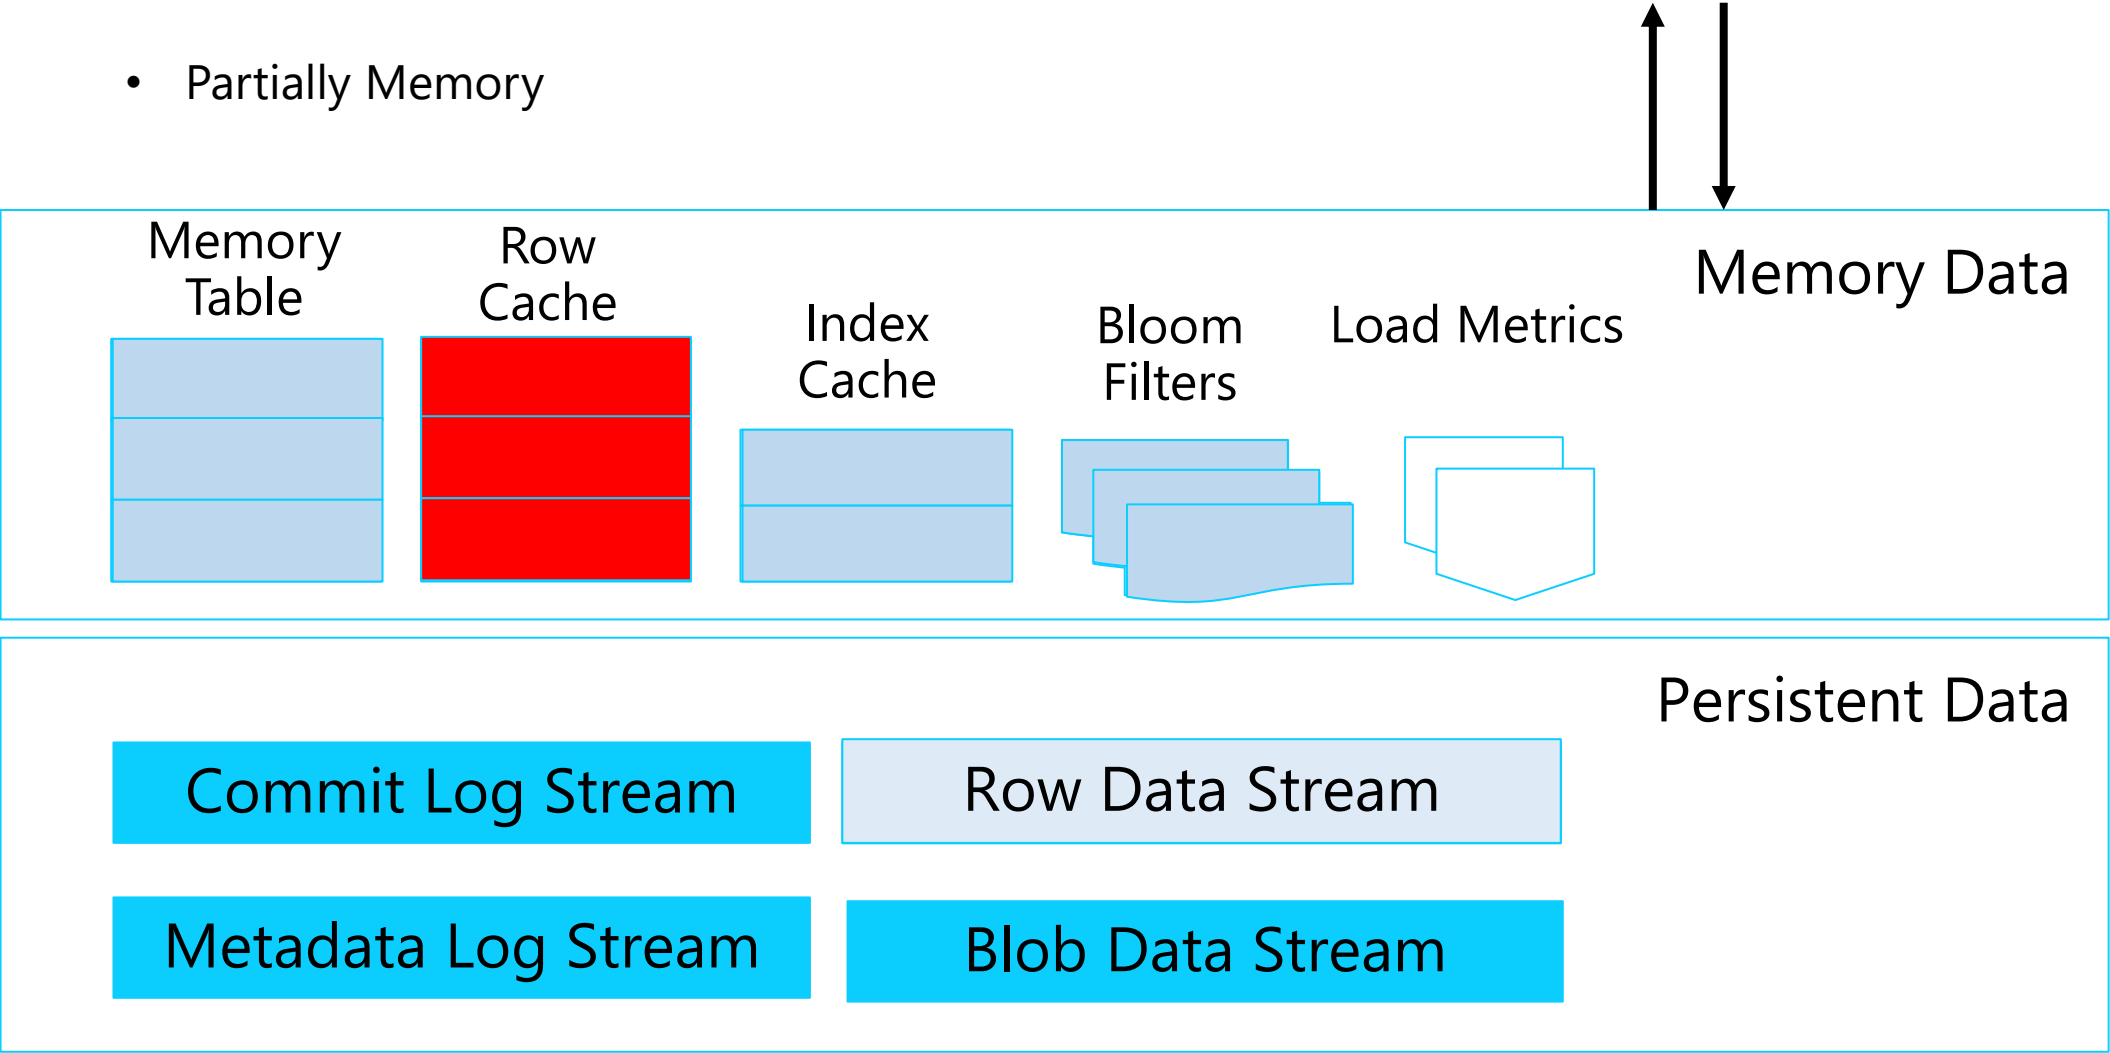 • Partially Memory
Memory
Table
Row
Cache
Index
Cache
Bloom
Filters
Load Metrics
Memory Data
Persistent Data
Commit Log Stream
Row Data Stream
Metadata Log Stream
Blob Data Stream